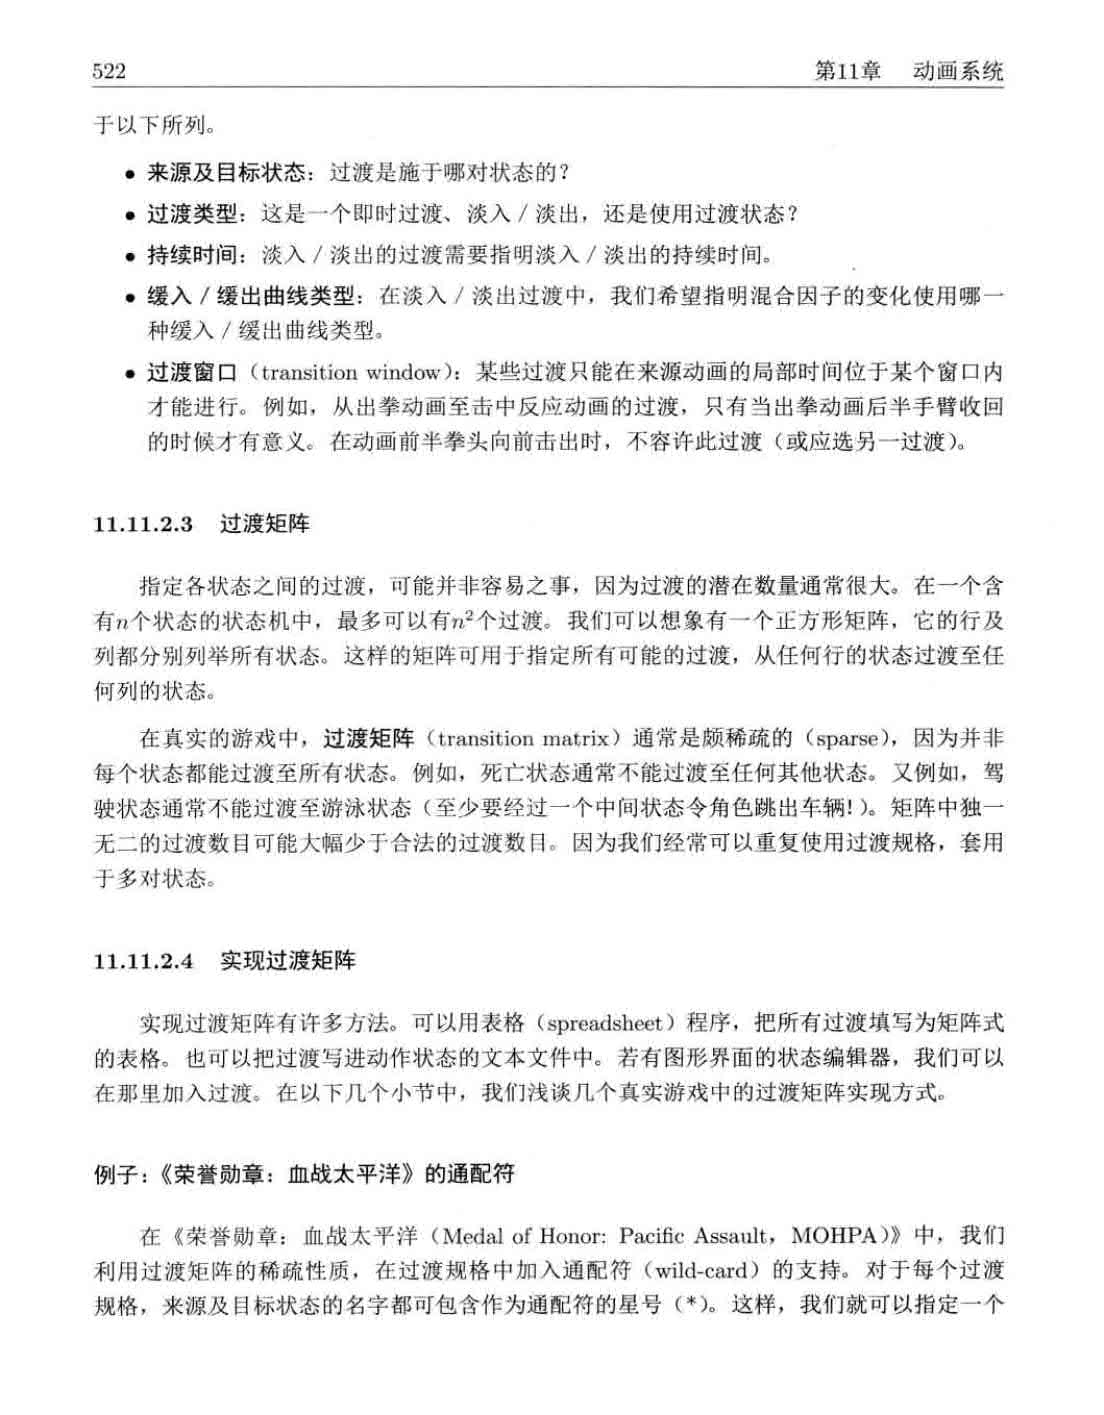 522 第11章 动画系统
于以下所列。
• 来源及目标状态：过渡是施于哪对状态的？
• 过渡类型：这是一个即时过渡、淡入 / 淡出，还是使用过渡状态？
• 持续时间：淡入 / 淡出的过渡需要指明淡入 / 淡出的持续时间。
• 缓入 / 缓出曲线类型：在淡入 / 淡出过渡中，我们希望指明混合因子的变化使用哪一
种缓入 / 缓出曲线类型。
• 过渡窗口（transition window）：某些过渡只能在来源动画的局部时间位于某个窗口内
才能进行。例如，从出拳动画至击中反应动画的过渡，只有当出拳动画后半手臂收回
的时候才有意义。在动画前半拳头向前击出时，不容许此过渡（或应选另一过渡）。
11.11.2.3 过渡矩阵
指定各状态之间的过渡，可能并非容易之事，因为过渡的潜在数量通常很大。在一个含
有n个状态的状态机中，最多可以有n²个过渡。我们可以想象有一个正方形矩阵，它的行及
列都分别列举所有状态。这样的矩阵可用于指定所有可能的过渡，从任何行的状态过渡至任
何列的状态。
在真实的游戏中，过渡矩阵（transition matrix）通常是颇稀疏的（sparse），因为并非
每个状态都能过渡至所有状态。例如，死亡状态通常不能过渡至任何其他状态。又例如，驾
驶状态通常不能过渡至游泳状态（至少要经过一个中间状态令角色跳出车辆！）。矩阵中独一
无二的过渡数目可能大幅少于合法的过渡数目。因为我们经常可以重复使用过渡规格，套用
于多对状态。
11.11.2.4 实现过渡矩阵
实现过渡矩阵有许多方法。可以用表格（spreadsheet）程序，把所有过渡填写为矩阵式
的表格。也可以把过渡写进动作状态的文本文件中。若有图形界面的状态编辑器，我们可以
在那里加入过渡。在以下几个小节中，我们浅谈几个真实游戏中的过渡矩阵实现方式。
例子：《荣誉勋章：血战太平洋》的通配符
在《荣誉勋章：血战太平洋（Medal of Honor: Pacific Assault，MOHPA）》中，我们
利用过渡矩阵的稀疏性质，在过渡规格中加入通配符（wild-card）的支持。对于每个过渡
规格，来源及目标状态的名字都可包含作为通配符的星号（*）。这样，我们就可以指定一个